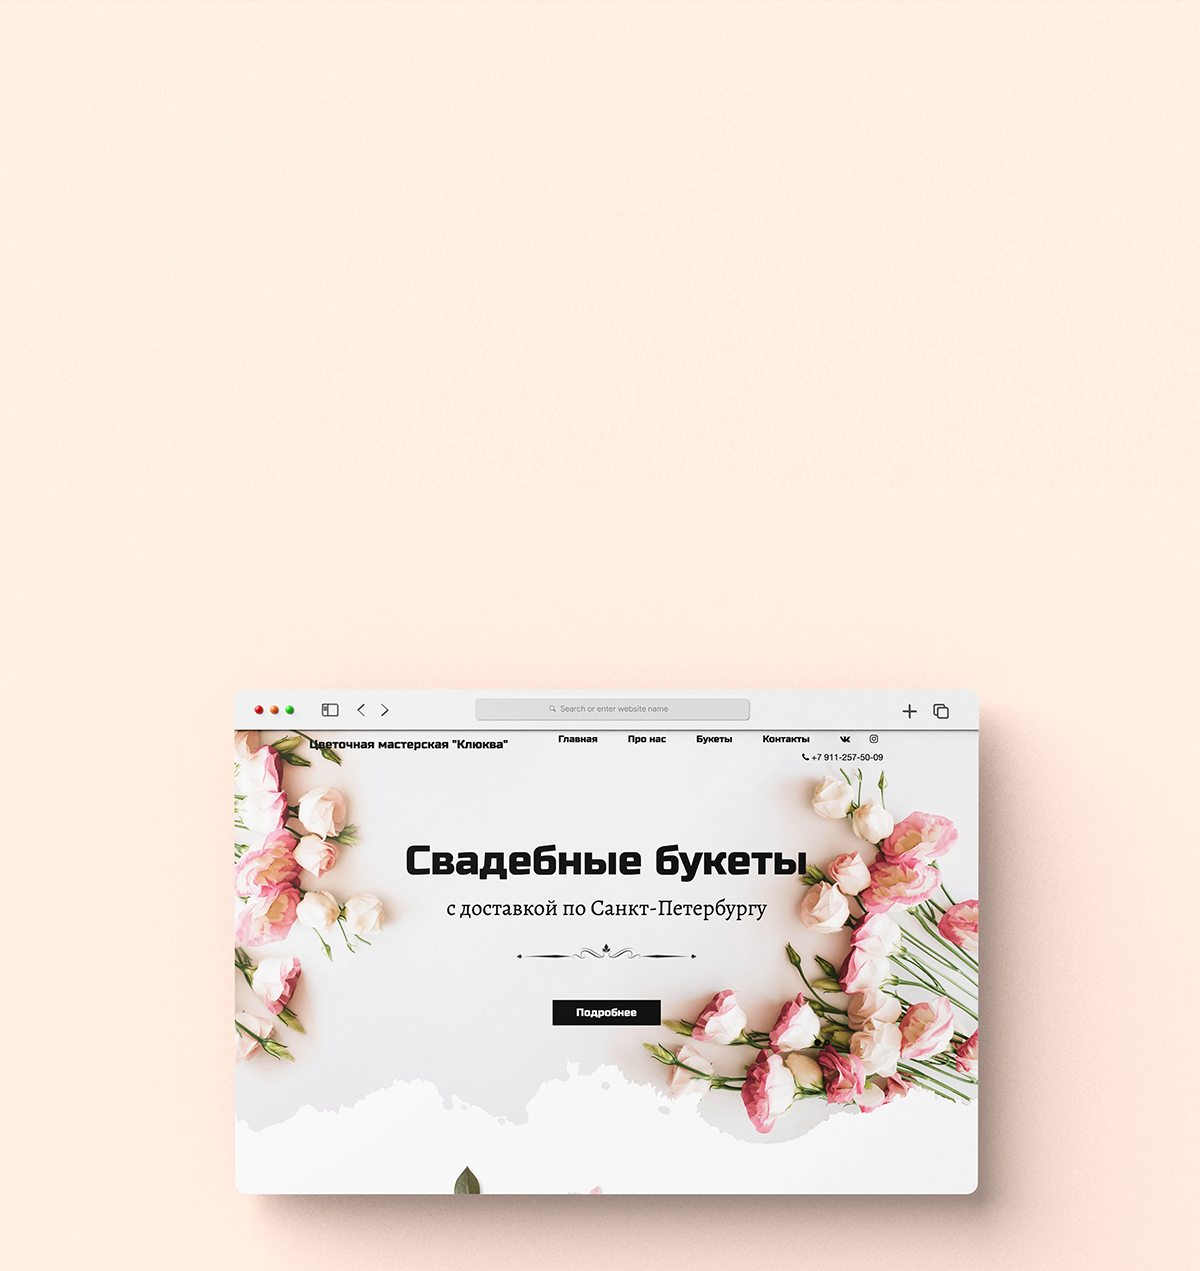 Search or enter website name
Цветочная мастерская "Клюква"
Главная Про нас Букеты Контакты
+7 911-257-50-09
Свадебные букеты
с доставкой по Санкт-Петербургу
Подробнее